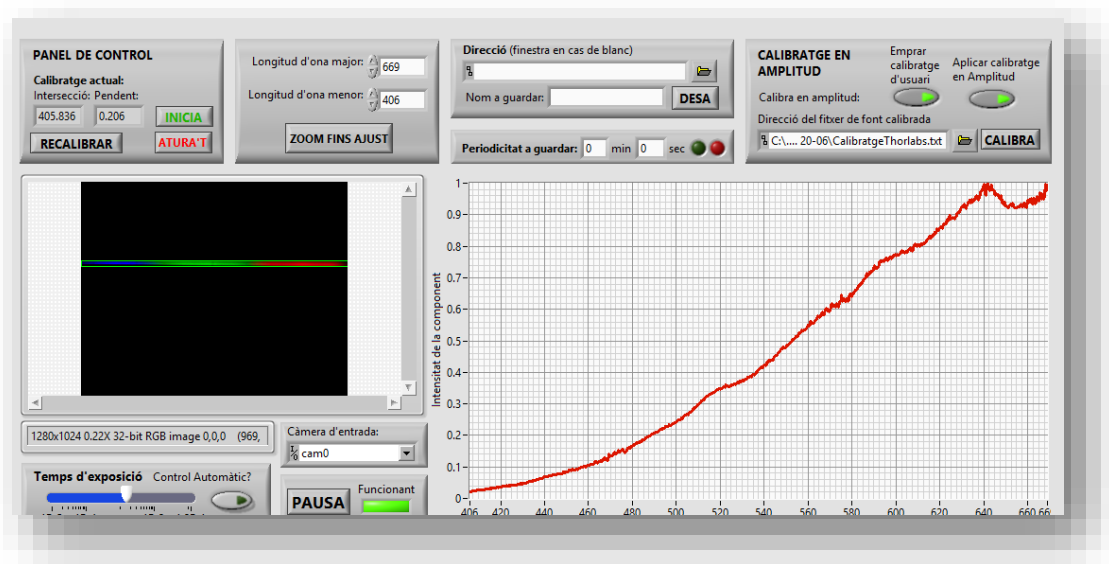 PANEL DE CONTROL
Calibratge actual:
Intersecció: Pendent:
405.836 0.206 INICIA
RECALIBRAR ATURA'T
Longitud d'ona major: 669
Longitud d'ona menor: 406
ZOOM FINS AJUST
Direcció (finestra en cas de blanc)
Nom a guardar: DESA
Periodicitat a guardar: 0 min 0 sec
CALIBRATGE EN AMPLITUD
Emprar calibratge d'usuari
Aplicar calibratge en Amplitud
Calibra en amplitud:
Direcció del fitxer de font calibrada
C:\.... 20-06\CalibratgeThorlabs.txt CALIBRA
1280x1024 0.22X 32-bit RGB image 0,0,0 (969,
Càmera d'entrada:
cam0
Temps d'exposició Control Automàtic?
PAUSA Funcionant
Intensitat de la component
1
0.9
0.8
0.7
0.6
0.5
0.4
0.3
0.2
0.1
0
406 420 440 460 480 500 520 540 560 580 600 620 640 660